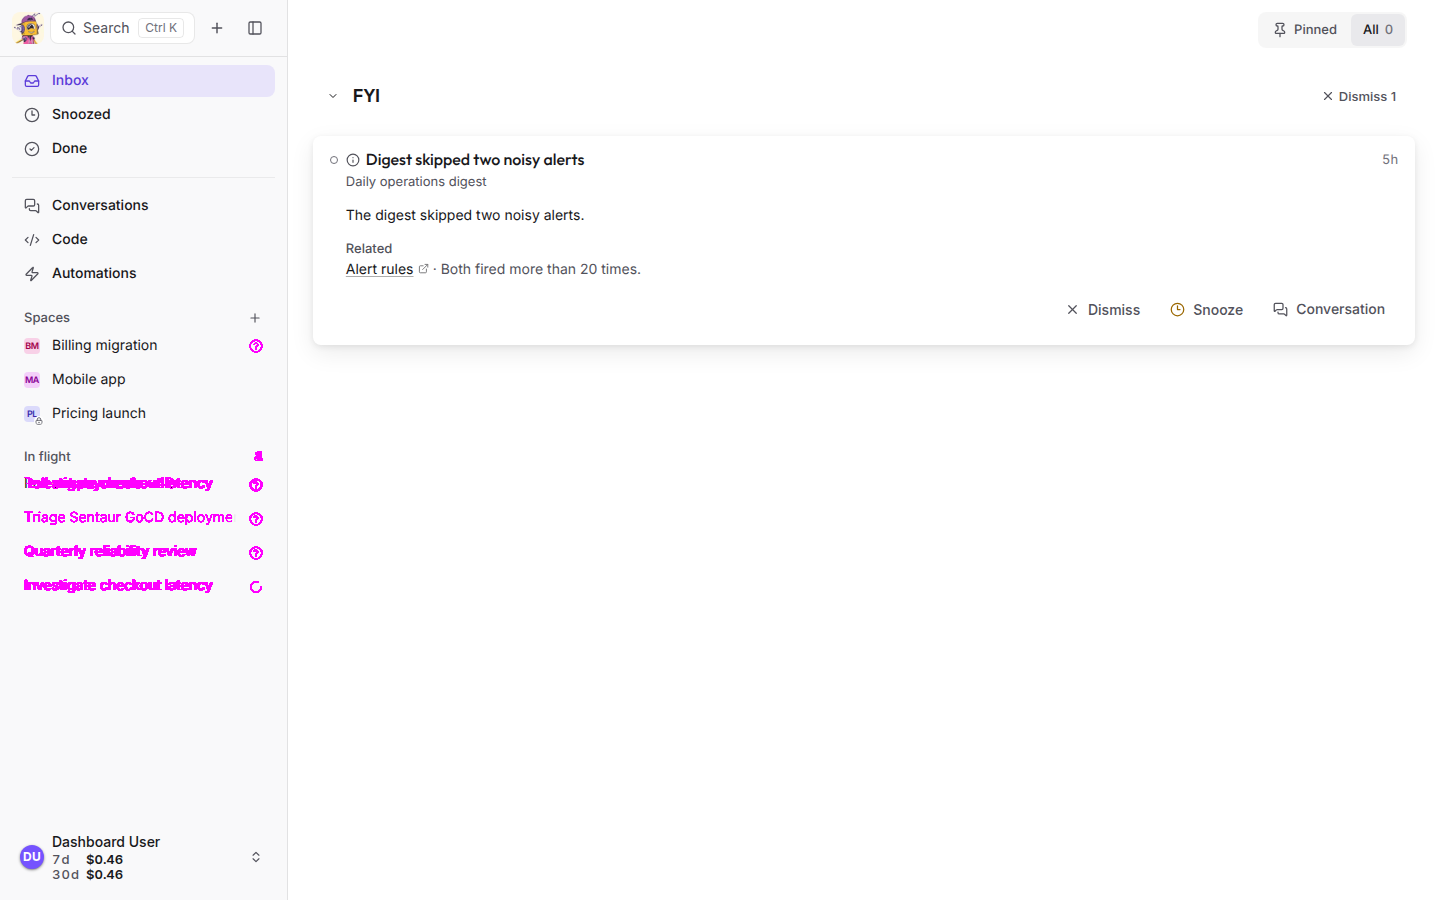 Search Ctrl K
Pinned All 0
Inbox
Snoozed
Done
Conversations
Code
Automations
Spaces
BM Billing migration
MA Mobile app
PL Pricing launch
In flight
Triage Sentaur GoCD deployme
Quarterly reliability review
Investigate checkout latency
DU Dashboard User
7d $0.46
30d $0.46
FYI
Dismiss 1
Digest skipped two noisy alerts 5h
Daily operations digest
The digest skipped two noisy alerts.
Related
Alert rules · Both fired more than 20 times.
Dismiss Snooze Conversation